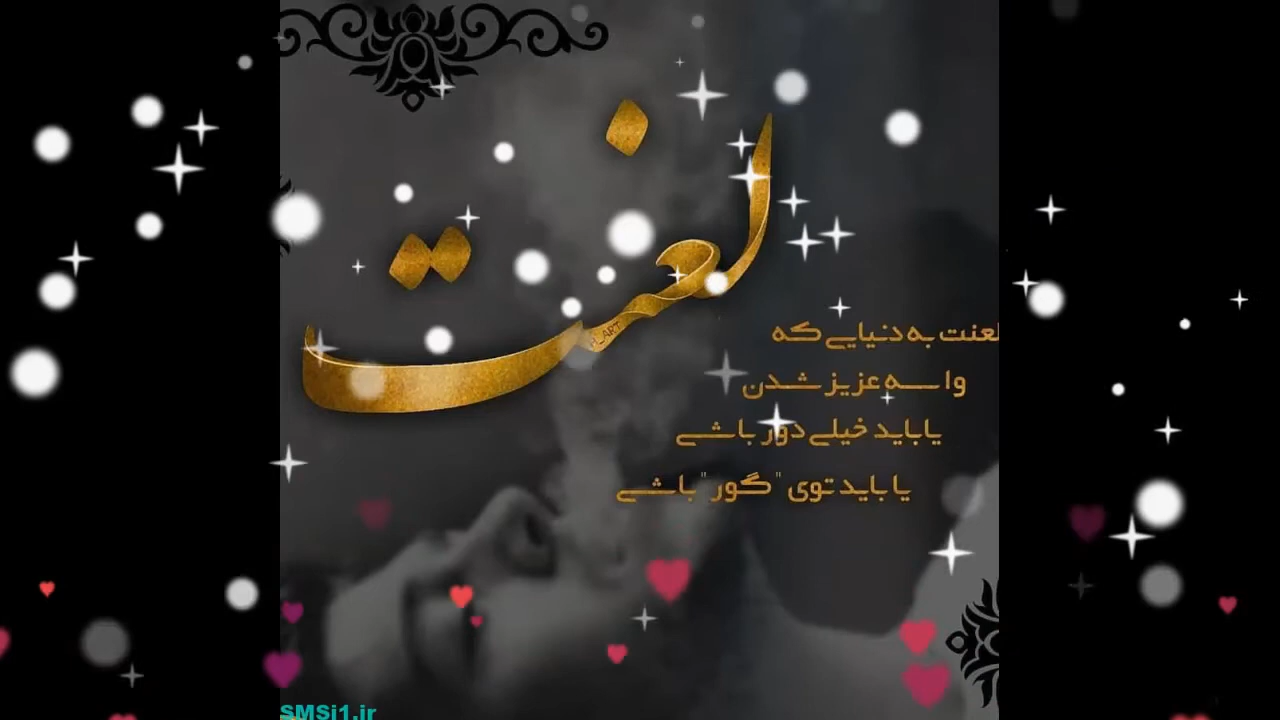 لعنت
لعنت به دنیایی که
واسه عزیز شدن
یا باید خیلی دور باشی
یا باید توی "گور" باشی
SMSi1.ir